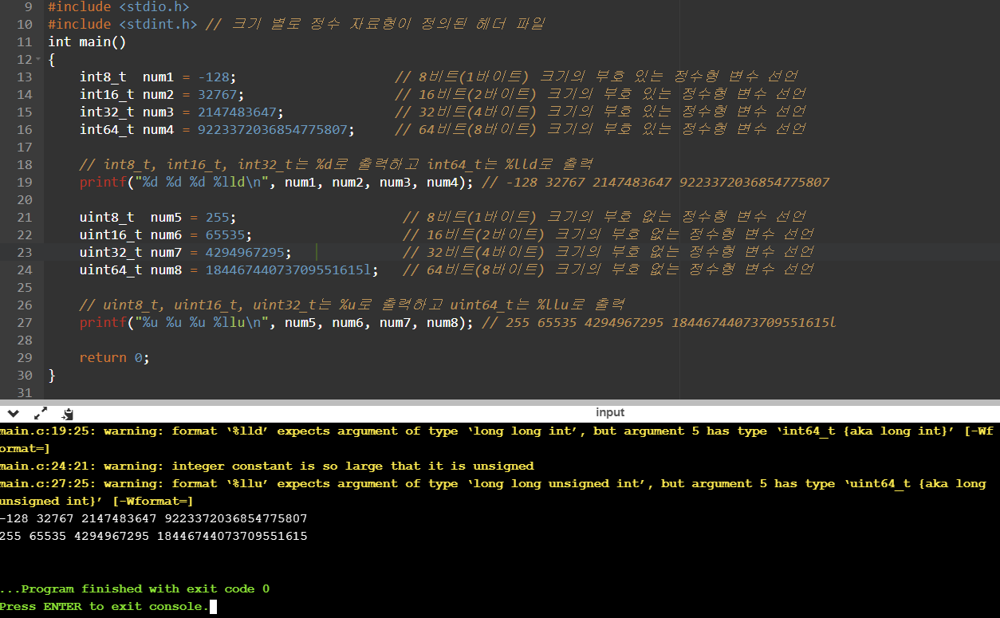 9 #include <stdio.h>
10 #include <stdint.h> // 크기 별로 정수 자료형이 정의된 헤더 파일
11 int main()
12 {
13 int8_t num1 = -128; // 8비트(1바이트) 크기의 부호 있는 정수형 변수 선언
14 int16_t num2 = 32767; // 16비트(2바이트) 크기의 부호 있는 정수형 변수 선언
15 int32_t num3 = 2147483647; // 32비트(4바이트) 크기의 부호 있는 정수형 변수 선언
16 int64_t num4 = 9223372036854775807; // 64비트(8바이트) 크기의 부호 있는 정수형 변수 선언
17
18 // int8_t, int16_t, int32_t는 %d로 출력하고 int64_t는 %lld로 출력
19 printf("%d %d %d %lld\n", num1, num2, num3, num4); // -128 32767 2147483647 9223372036854775807
20
21 uint8_t num5 = 255; // 8비트(1바이트) 크기의 부호 없는 정수형 변수 선언
22 uint16_t num6 = 65535; // 16비트(2바이트) 크기의 부호 없는 정수형 변수 선언
23 uint32_t num7 = 4294967295; // 32비트(4바이트) 크기의 부호 없는 정수형 변수 선언
24 uint64_t num8 = 18446744073709551615l; // 64비트(8바이트) 크기의 부호 없는 정수형 변수 선언
25
26 // uint8_t, uint16_t, uint32_t는 %u로 출력하고 uint64_t는 %llu로 출력
27 printf("%u %u %u %llu\n", num5, num6, num7, num8); // 255 65535 4294967295 18446744073709551615l
28
29 return 0;
30 }
31
input
main.c:19:25: warning: format ‘%lld’ expects argument of type ‘long long int’, but argument 5 has type ‘int64_t {aka long int}’ [-Wf
ormat=]
main.c:24:21: warning: integer constant is so large that it is unsigned
main.c:27:25: warning: format ‘%llu’ expects argument of type ‘long long unsigned int’, but argument 5 has type ‘uint64_t {aka long
unsigned int}’ [-Wformat=]
-128 32767 2147483647 9223372036854775807
255 65535 4294967295 18446744073709551615
...Program finished with exit code 0
Press ENTER to exit console.